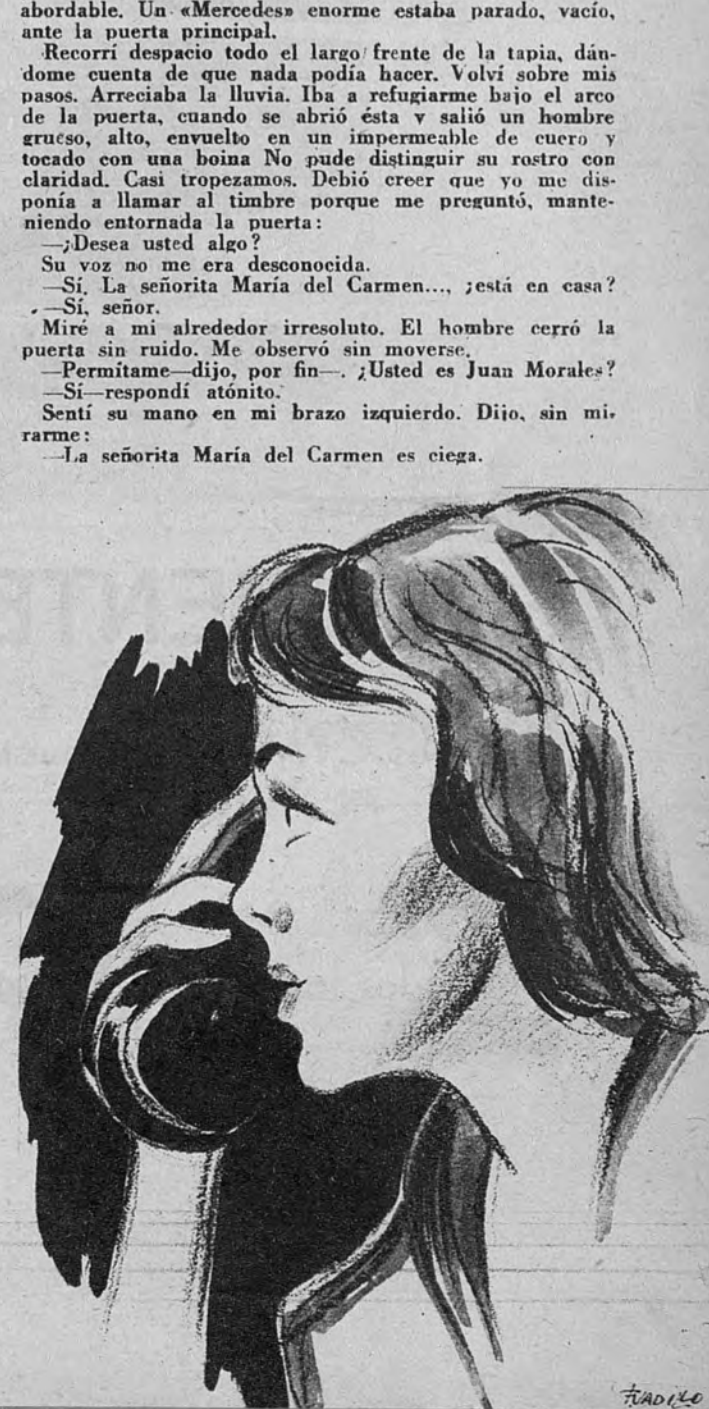 abordable. Un «Mercedes» enorme estaba parado, vacío,
ante la puerta principal.
Recorrí despacio todo el largo frente de la tapia, dán-
dome cuenta de que nada podía hacer. Volví sobre mis
pasos. Arreciaba la lluvia. Iba a refugiarme bajo el arco
de la puerta, cuando se abrió ésta y salió un hombre
grueso, alto, envuelto en un impermeable de cuero y
tocado con una boina No pude distinguir su rostro con
claridad. Casi tropezamos. Debió creer que yo me dis-
ponía a llamar al timbre porque me preguntó, mante-
niendo entornada la puerta:
—¿Desea usted algo?
Su voz no me era desconocida.
—Sí. La señorita María del Carmen..., ¿está en casa?
—Sí, señor.
Miré a mi alrededor irresoluto. El hombre cerró la
puerta sin ruido. Me observó sin moverse.
—Permítame—dijo, por fin—. ¿Usted es Juan Morales?
—Sí—respondí atónito.
Sentí su mano en mi brazo izquierdo. Dijo, sin mi-
rarme:
—La señorita María del Carmen es ciega.